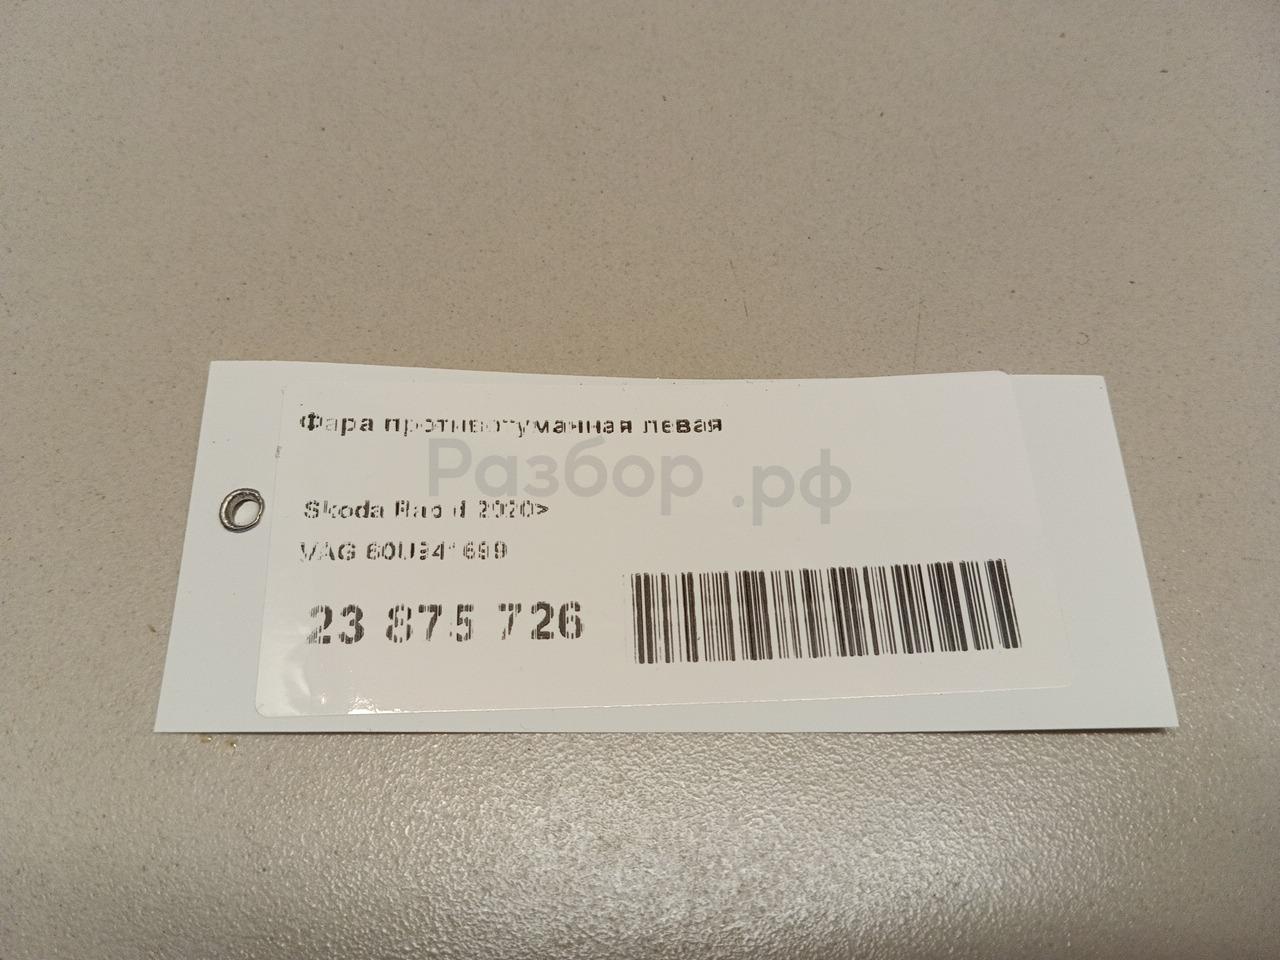 Фара противотуманная левая
Разбор.рф
Skoda Rapid 2020>
VAG 60U941699
23 875 726